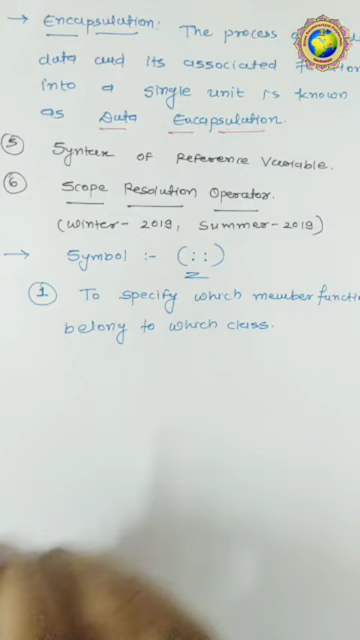 → Encapsulation: The process
data and its associated
into a single unit is known
as Data Encapsulation.
⑤ Syntax of Reference Variable.
⑥ Scope Resolution Operator.
(Winter-2019, Summer-2019)
→ Symbol :- (::)
① To specify which member functi
belong to which class.